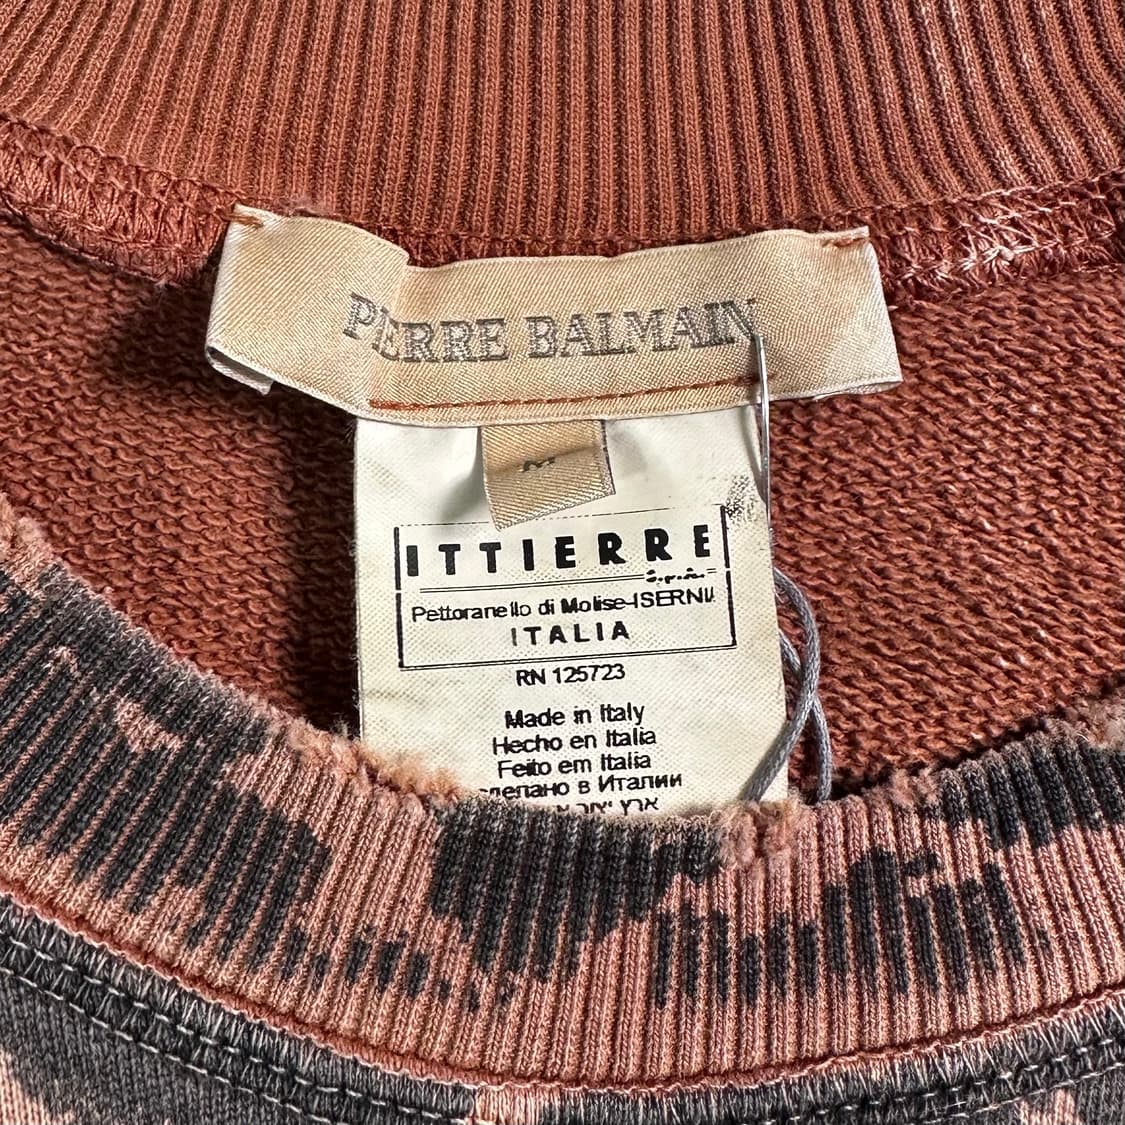 PIERRE BALMAIN
M
ITTIERRE
s.p.a.
Pettoranello di Molise-ISERNIA
ITALIA
RN 125723
Made in Italy
Hecho en Italia
Feito em Italia
в Италии